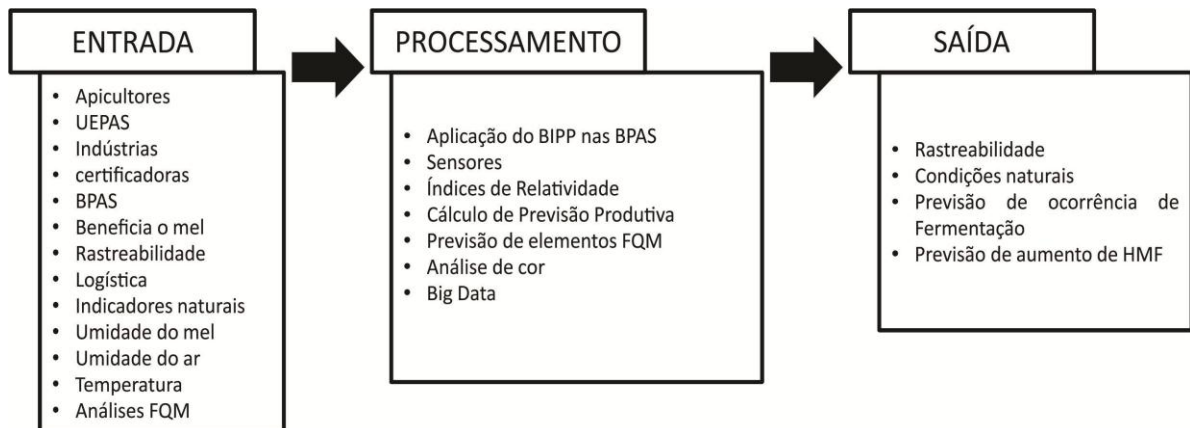 ENTRADA
• Apicultores
• UEPAS
• Indústrias
• certificadoras
• BPAS
• Beneficia o mel
• Rastreabilidade
• Logística
• Indicadores naturais
• Umidade do mel
• Umidade do ar
• Temperatura
• Análises FQM
PROCESSAMENTO
• Aplicação do BIPP nas BPAS
• Sensores
• Índices de Relatividade
• Cálculo de Previsão Produtiva
• Previsão de elementos FQM
• Análise de cor
• Big Data
SAÍDA
• Rastreabilidade
• Condições naturais
• Previsão de ocorrência de
Fermentação
• Previsão de aumento de HMF